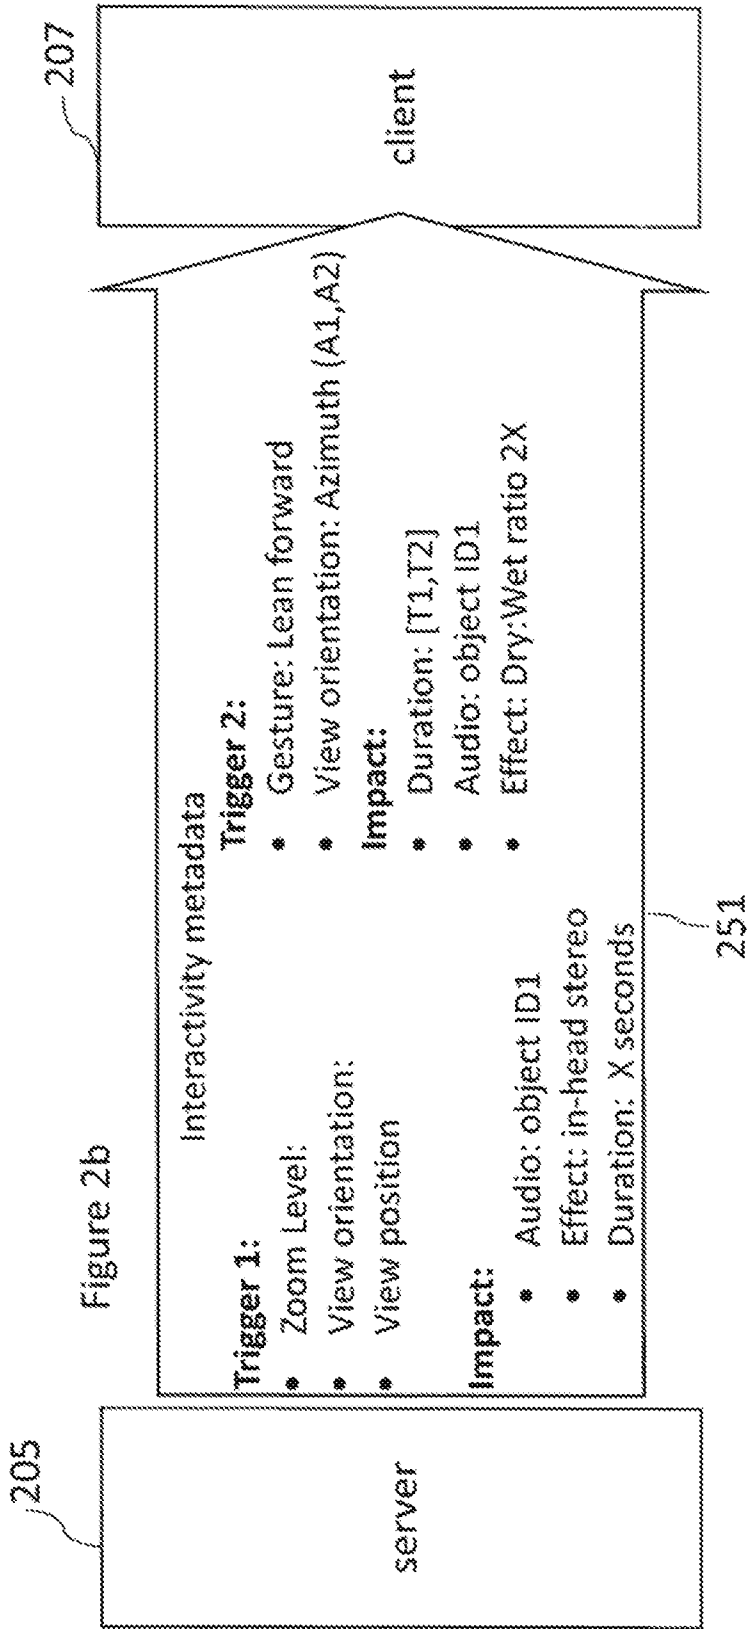 Figure 2b
205
server
Interactivity metadata
Trigger 1:
• Zoom Level:
• View orientation:
• View position
Impact:
• Audio: object ID1
• Effect: in-head stereo
• Duration: X seconds
Trigger 2:
• Gesture: Lean forward
• View orientation: Azimuth (A1,A2)
Impact:
• Duration: [T1,T2]
• Audio: object ID1
• Effect: Dry:Wet ratio 2X
251
207
client